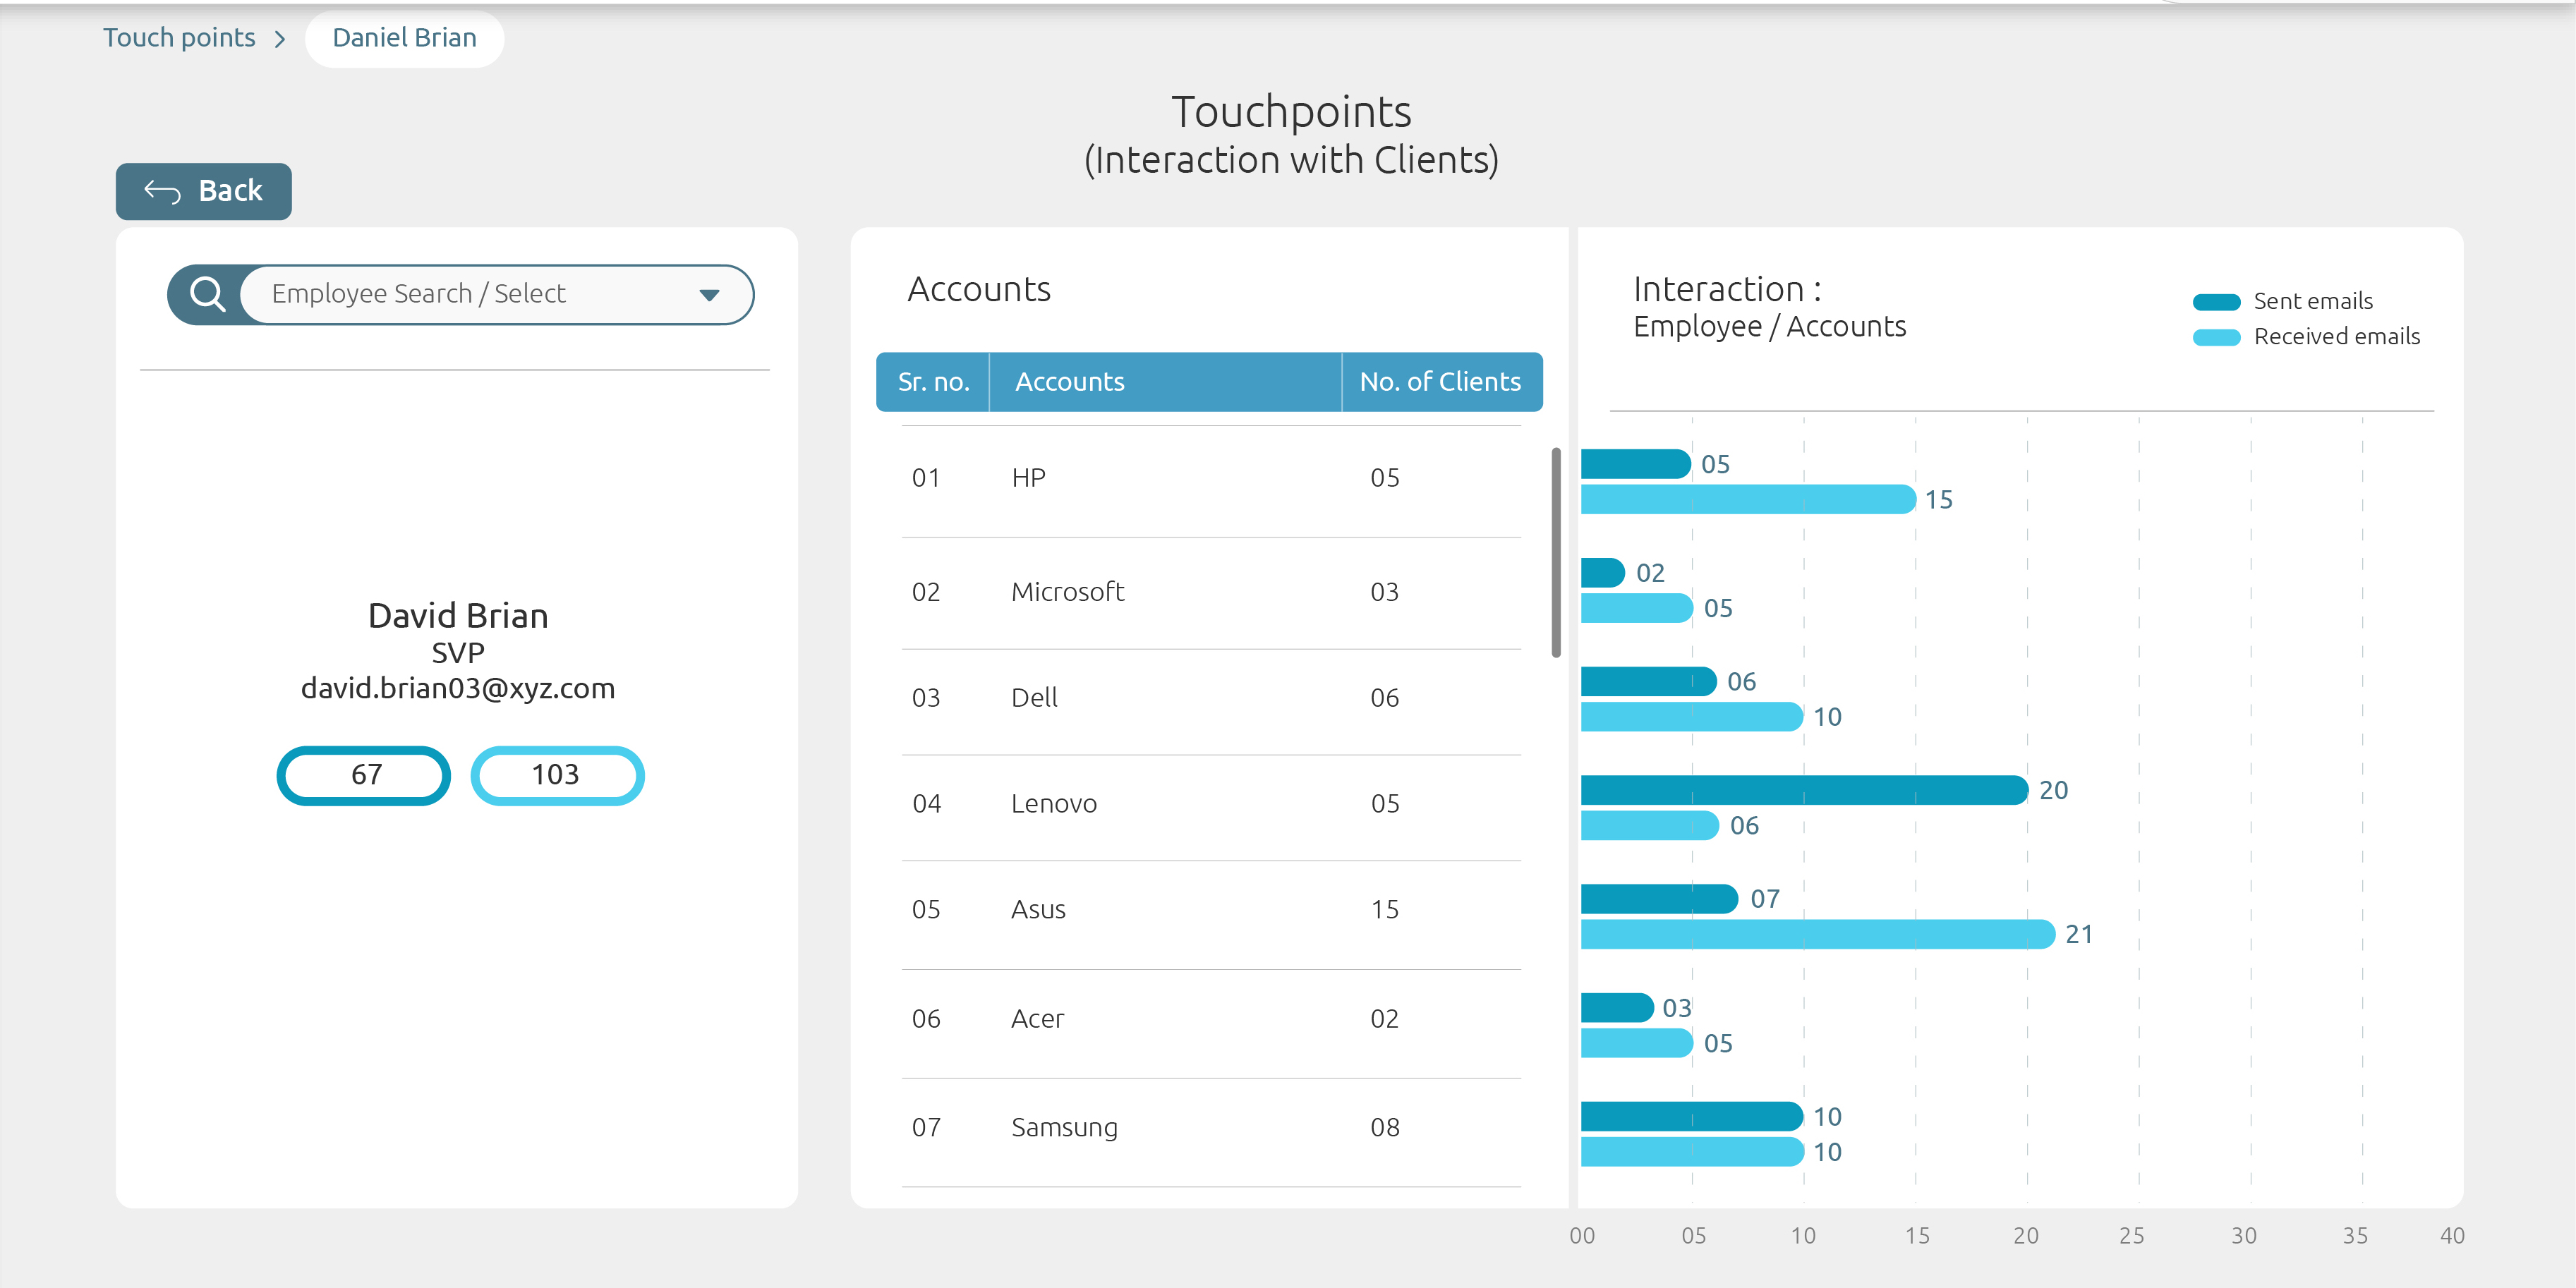 Touch points > Daniel Brian
Touchpoints
(Interaction with Clients)
Back
Employee Search / Select
David Brian
SVP
david.brian03@xyz.com
67 103
Accounts
Sr. no. Accounts No. of Clients
01 HP 05
02 Microsoft 03
03 Dell 06
04 Lenovo 05
05 Asus 15
06 Acer 02
07 Samsung 08
Interaction :
Employee / Accounts
Sent emails
Received emails
05
15
02
05
06
10
20
06
07
21
03
05
10
10
00 05 10 15 20 25 30 35 40